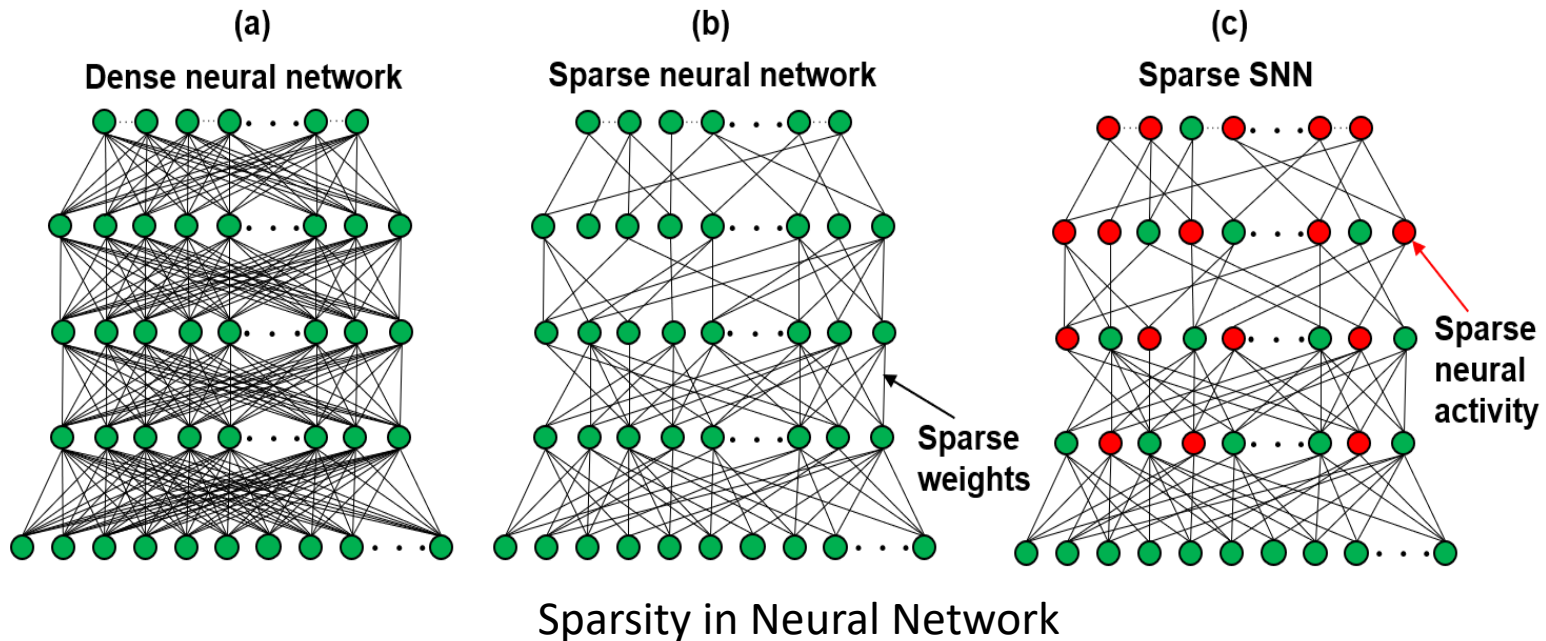 (a)
Dense neural network
(b)
Sparse neural network
(c)
Sparse SNN
Sparse
weights
Sparse
neural
activity
Sparsity in Neural Network